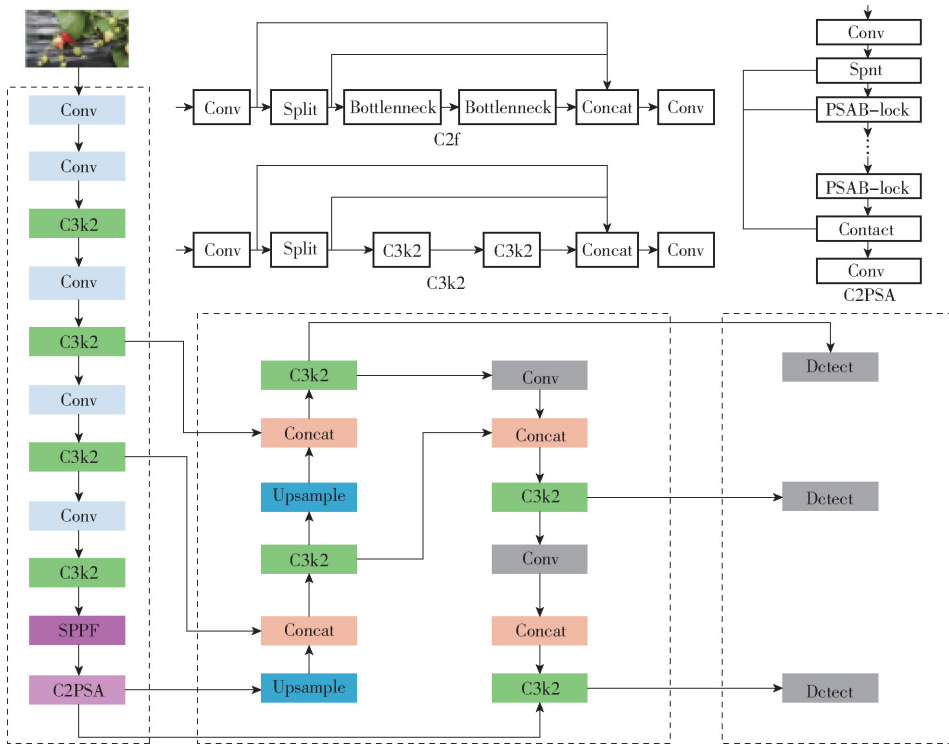 Conv
Conv
C3k2
Conv
C3k2
Conv
C3k2
Conv
C3k2
SPPF
C2PSA
Conv
Split
Bottlenneck
Bottlenneck
Concat
Conv
C2f
Conv
Split
C3k2
C3k2
Concat
Conv
C3k2
Conv
Spnt
PSAB-lock
PSAB-lock
Contact
Conv
C2PSA
C3k2
Concat
Upsample
C3k2
Concat
Upsample
Conv
Concat
C3k2
Conv
Concat
C3k2
Dctect
Dctect
Dctect